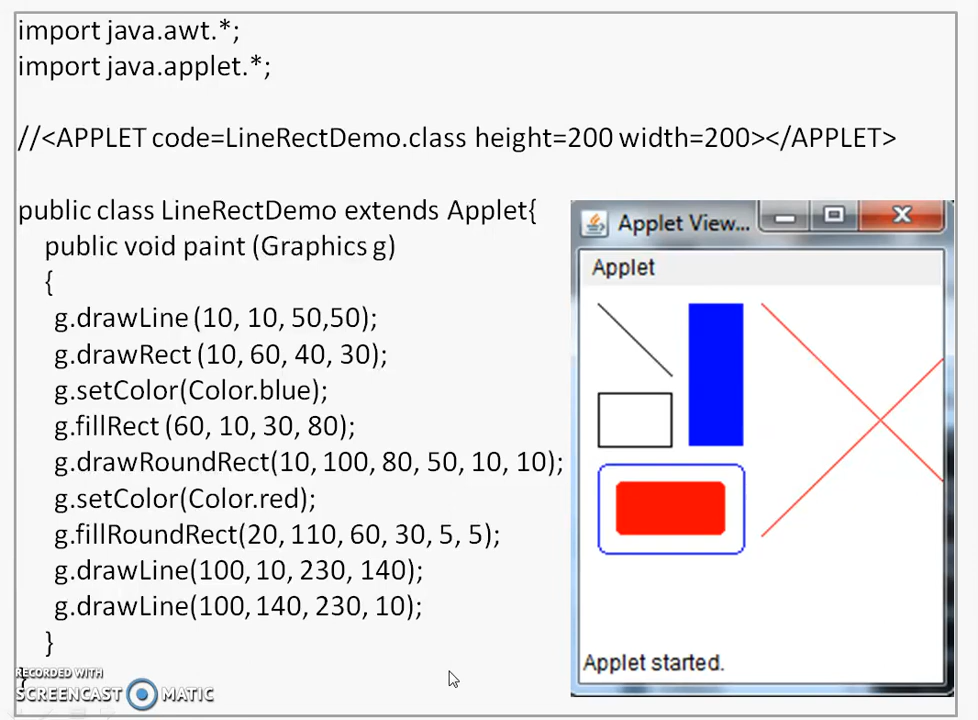 import java.awt.*;
import java.applet.*;
//<APPLET code=LineRectDemo.class height=200 width=200></APPLET>
public class LineRectDemo extends Applet{
public void paint (Graphics g)
{
g.drawLine (10, 10, 50,50);
g.drawRect (10, 60, 40, 30);
g.setColor(Color.blue);
g.fillRect (60, 10, 30, 80);
g.drawRoundRect(10, 100, 80, 50, 10, 10);
g.setColor(Color.red);
g.fillRoundRect(20, 110, 60, 30, 5, 5);
g.drawLine(100, 10, 230, 140);
g.drawLine(100, 140, 230, 10);
}
}
Applet View...
Applet
Applet started.
RECORDED WITH
SCREENCAST MATIC